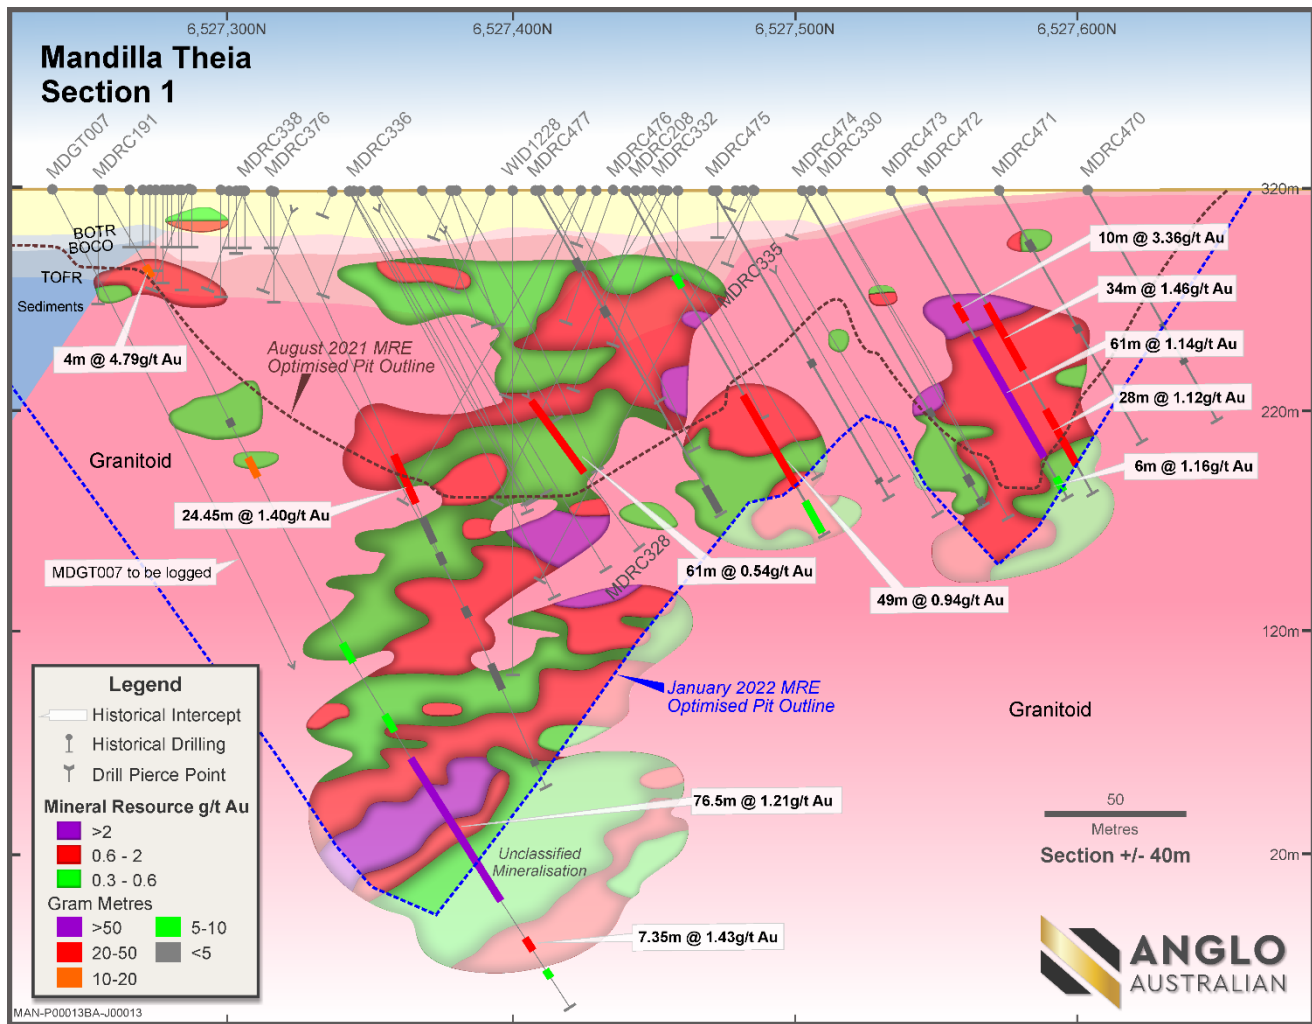 6,527,300N
6,527,400N
6,527,500N
6,527,600N
Mandilla Theia
Section 1
MDGT007
MDRC191
MDRC338
MDRC376
MDRC336
WID1228
MDRC477
MDRC476
MDRC208
MDRC332
MDRC475
MDRC474
MDRC330
MDRC473
MDRC472
MDRC471
MDRC470
320m
BOTR
BOCO
TOFR
Sediments
MDRC335
10m @ 3.36g/t Au
34m @ 1.46g/t Au
61m @ 1.14g/t Au
28m @ 1.12g/t Au
6m @ 1.16g/t Au
4m @ 4.79g/t Au
August 2021 MRE
Optimised Pit Outline
220m
Granitoid
24.45m @ 1.40g/t Au
MDGT007 to be logged
MDRC328
61m @ 0.54g/t Au
49m @ 0.94g/t Au
120m
January 2022 MRE
Optimised Pit Outline
Granitoid
Legend
Historical Intercept
Historical Drilling
Drill Pierce Point
Mineral Resource g/t Au
>2
0.6 - 2
0.3 - 0.6
Gram Metres
>50
5-10
20-50
<5
10-20
76.5m @ 1.21g/t Au
Unclassified
Mineralisation
7.35m @ 1.43g/t Au
50
Metres
Section +/- 40m
20m
ANGLO
AUSTRALIAN
MAN-P00013BA-J00013